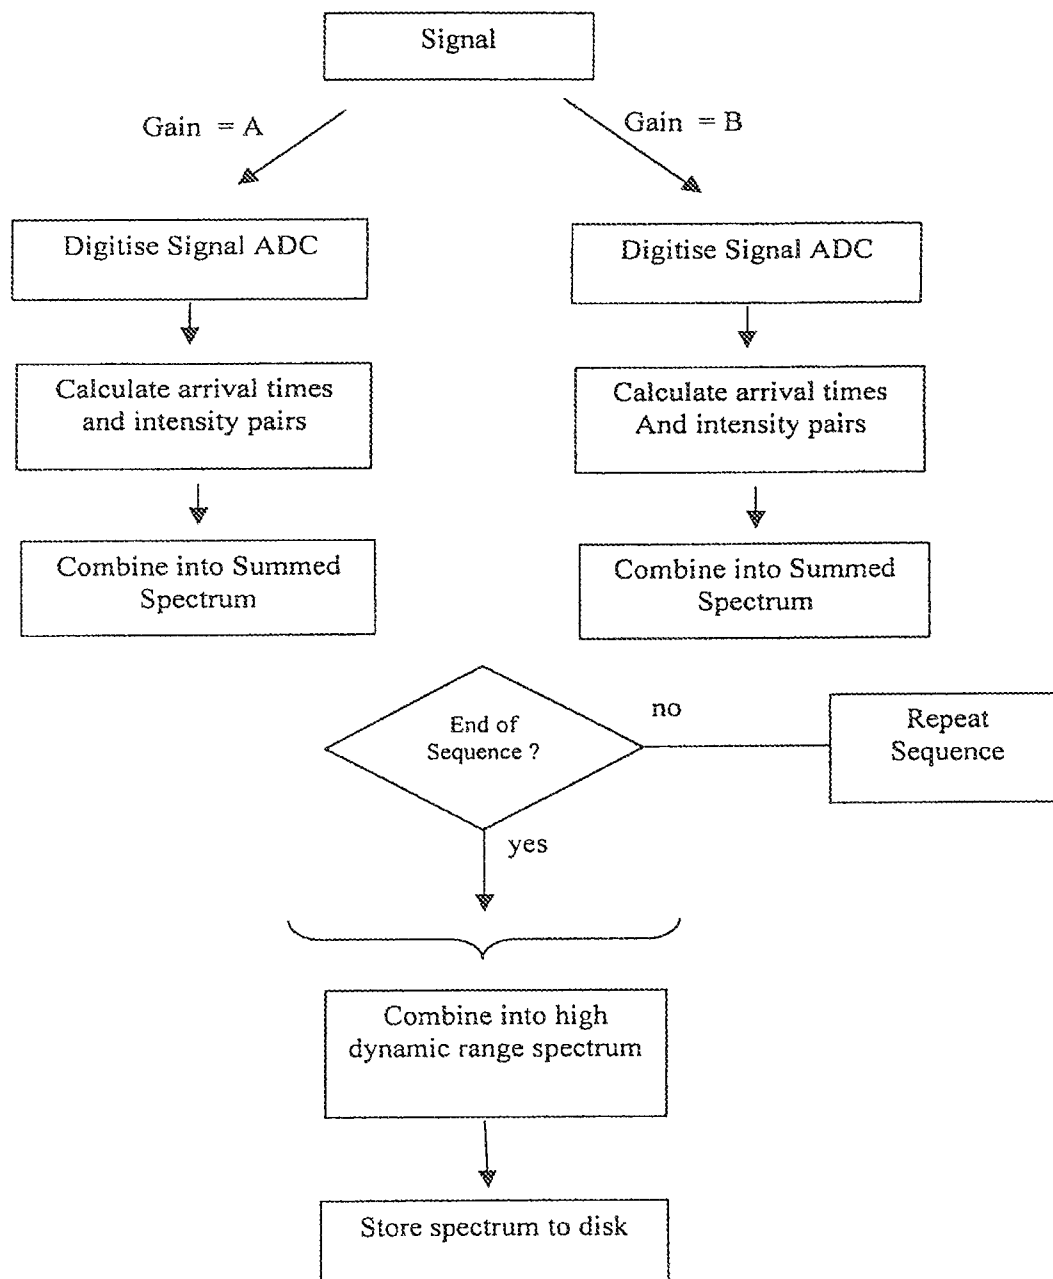 Signal
Gain = A
Gain = B
Digitise Signal ADC
Digitise Signal ADC
Calculate arrival times
and intensity pairs
Calculate arrival times
And intensity pairs
Combine into Summed
Spectrum
Combine into Summed
Spectrum
End of
Sequence ?
no
Repeat
Sequence
yes
Combine into high
dynamic range spectrum
Store spectrum to disk